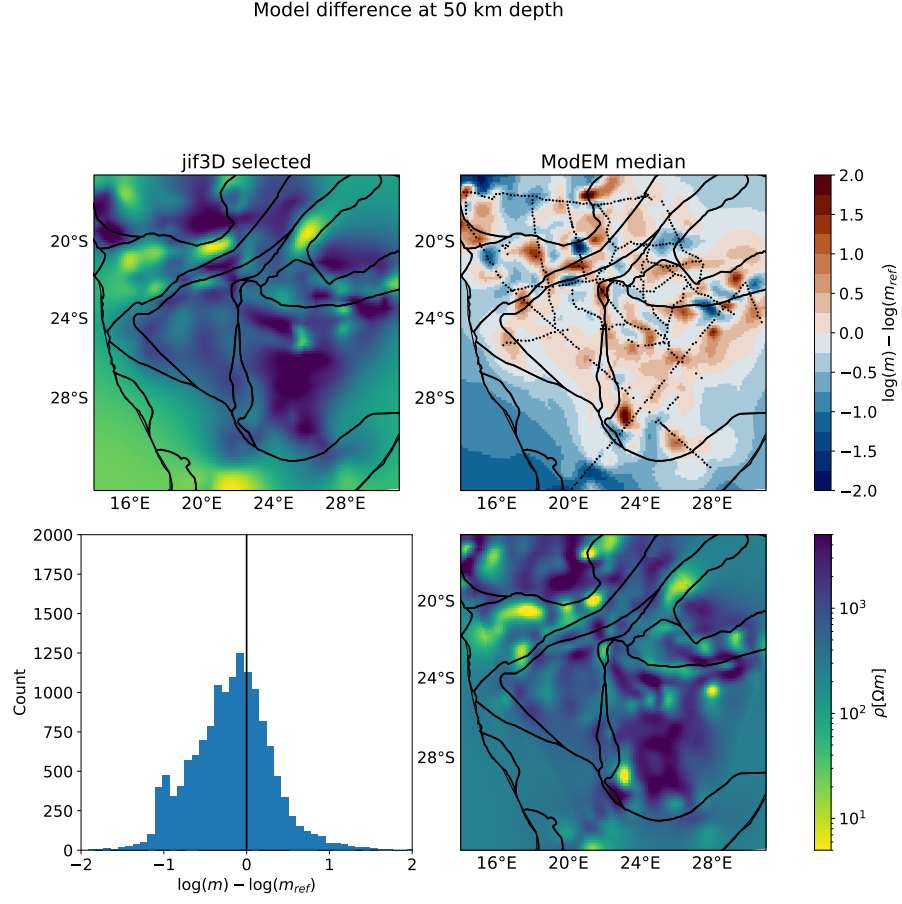 Model difference at 50 km depth
jif3D selected
ModEM median
20°S
24°S
28°S
16°E 20°E 24°E 28°E
16°E 20°E 24°E 28°E
2.0
1.5
1.0
0.5
0.0
−0.5
−1.0
−1.5
−2.0
log(m) − log(m_ref)
2000
1750
1500
1250
1000
750
500
250
0
Count
−2 −1 0 1 2
log(m) − log(m_ref)
20°S
24°S
28°S
16°E 20°E 24°E 28°E
10³
10²
10¹
ρ[Ωm]